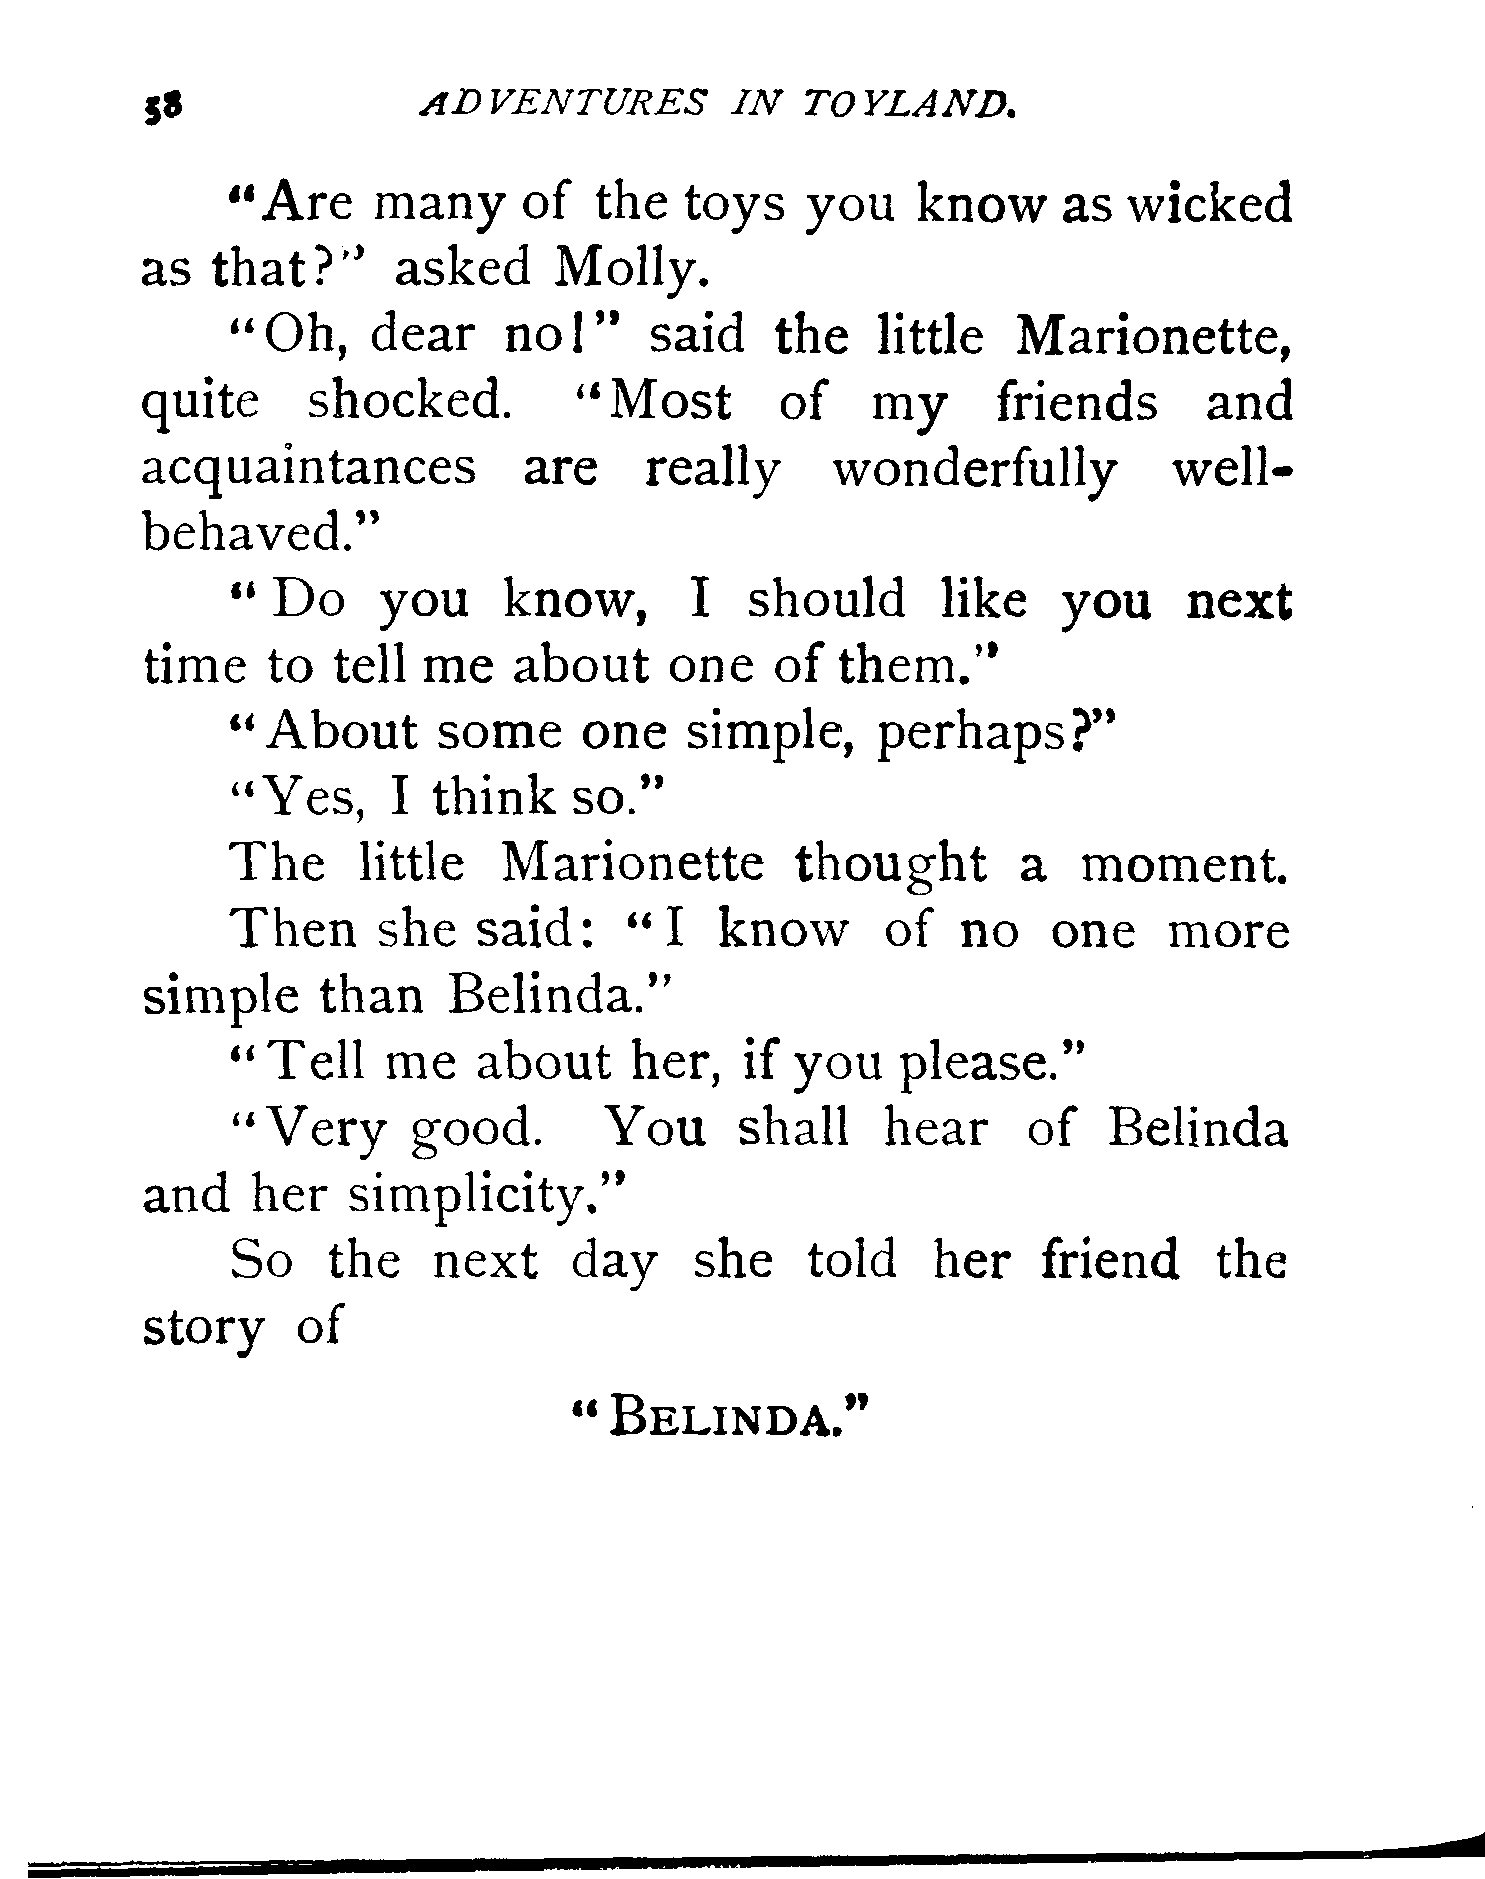 58 ADVENTURES IN TOYLAND.
“Are many of the toys you know as wicked
as that?” asked Molly.
“Oh, dear no!” said the little Marionette,
quite shocked. “Most of my friends and
acquaintances are really wonderfully well-
behaved.”
“Do you know, I should like you next
time to tell me about one of them.”
“About some one simple, perhaps?”
“Yes, I think so.”
The little Marionette thought a moment.
Then she said: “I know of no one more
simple than Belinda.”
“Tell me about her, if you please.”
“Very good. You shall hear of Belinda
and her simplicity.”
So the next day she told her friend the
story of
“BELINDA.”